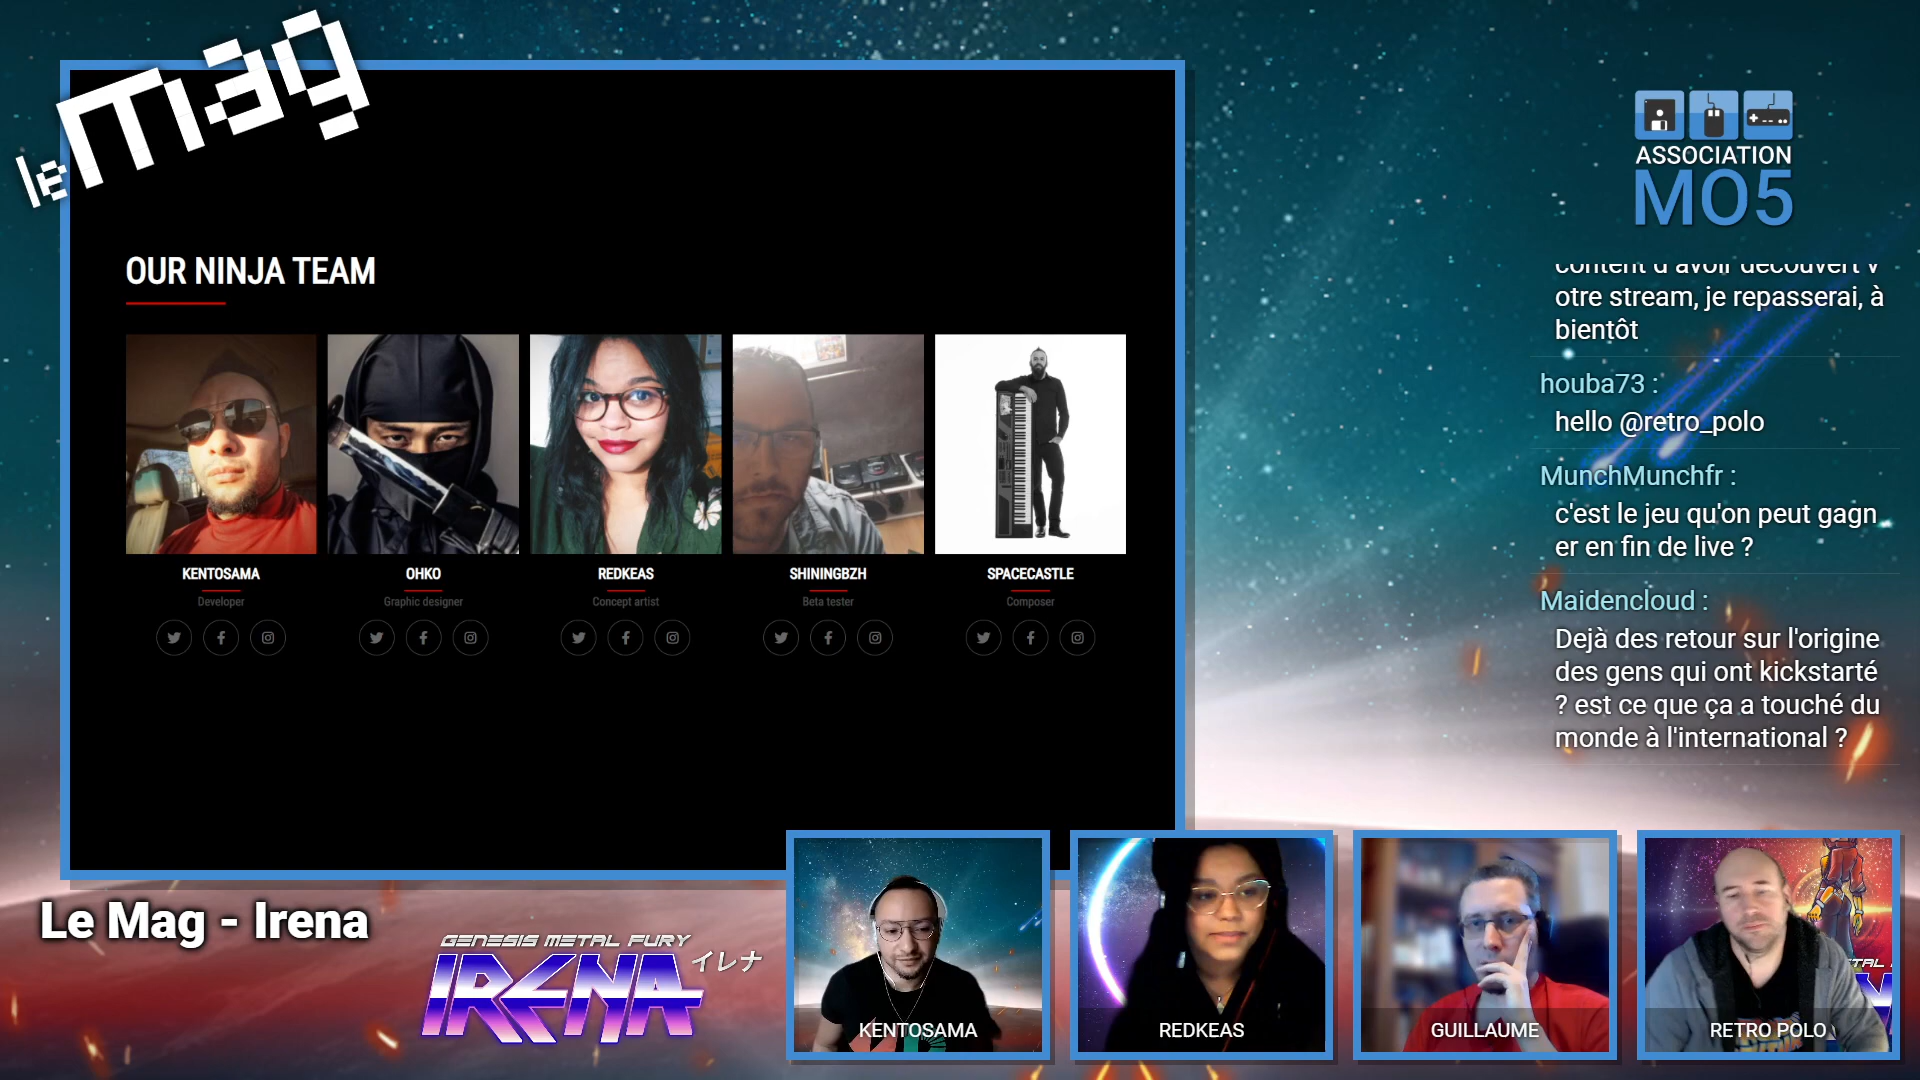 le mag
OUR NINJA TEAM
KENTOSAMA
Developer
OHKO
Graphic designer
REDKEAS
Concept artist
SHININGBZH
Beta tester
SPACECASTLE
Composer
ASSOCIATION
MO5
content d'avoir découvert v
otre stream, je repasserai, à
bientôt
houba73 :
hello @retro_polo
MunchMunchfr :
c'est le jeu qu'on peut gagn
er en fin de live ?
Maidencloud :
Dejà des retour sur l'origine
des gens qui ont kickstarté
? est ce que ça a touché du
monde à l'international ?
Le Mag - Irena
GENESIS METAL FURY
IRENA イレナ
KENTOSAMA
REDKEAS
GUILLAUME
RETRO POLO